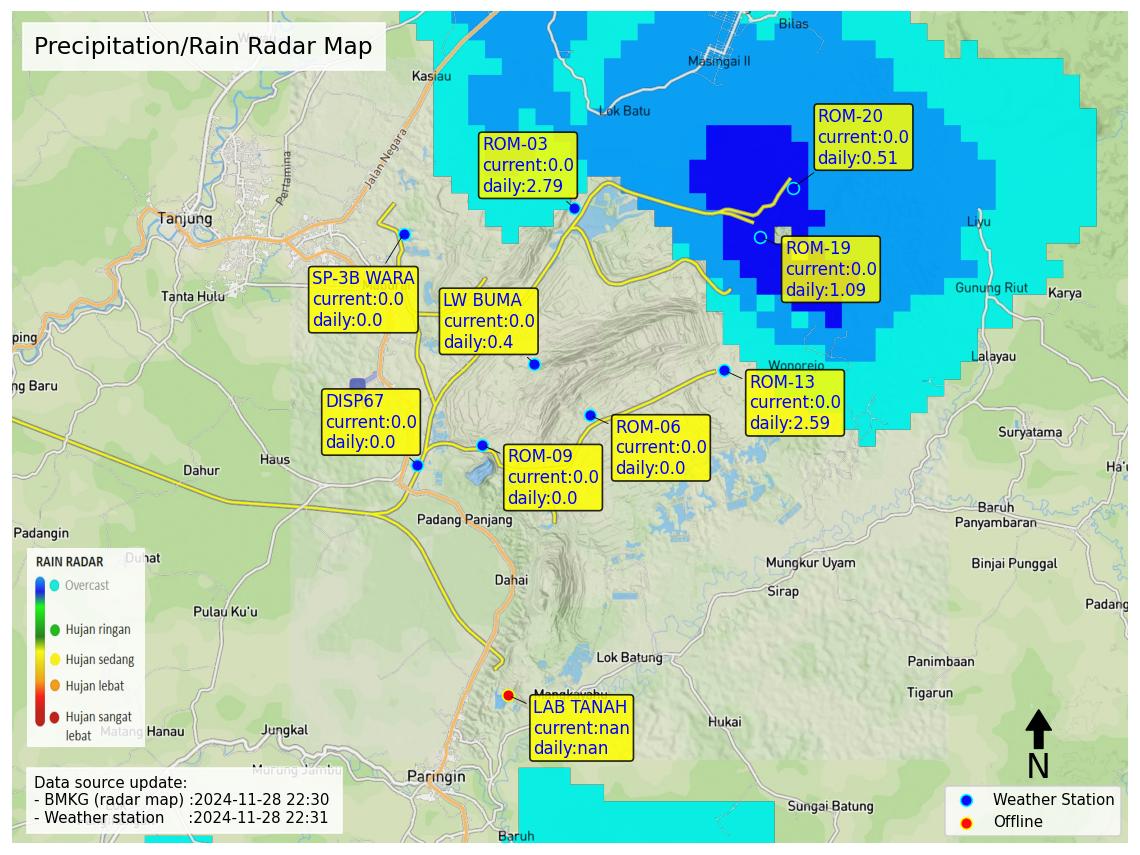 Precipitation/Rain Radar Map
Bilas
Masingai II
Kasiau
Lok Batu
Jalan Negara
Pertamina
ROM-20
current:0.0
daily:0.51
ROM-03
current:0.0
daily:2.79
Tanjung
Liyu
ROM-19
current:0.0
daily:1.09
SP-3B WARA
current:0.0
daily:0.0
LW BUMA
current:0.0
daily:0.4
Tanta Hulu
Gunung Riut
Karya
ping
Lalayau
Wonorejo
ng Baru
ROM-13
current:0.0
daily:2.59
DISP67
current:0.0
daily:0.0
ROM-06
current:0.0
daily:0.0
Suryatama
ROM-09
current:0.0
daily:0.0
Haus
Dahur
Ha'u
Baruh
Panyambaran
Padang Panjang
Padangin
Duhat
Mungkur Uyam
Binjai Punggal
Dahai
Sirap
Padang
Pulau Ku'u
RAIN RADAR
Overcast
Hujan ringan
Hujan sedang
Hujan lebat
Hujan sangat
lebat
Lok Batung
Panimbaan
Tigarun
LAB TANAH
current:nan
daily:nan
Hukai
Hanau
Jungkal
Murung Jambu
Paringin
Sungai Batung
Baruh
Data source update:
- BMKG (radar map) :2024-11-28 22:30
- Weather station :2024-11-28 22:31
N
Weather Station
Offline